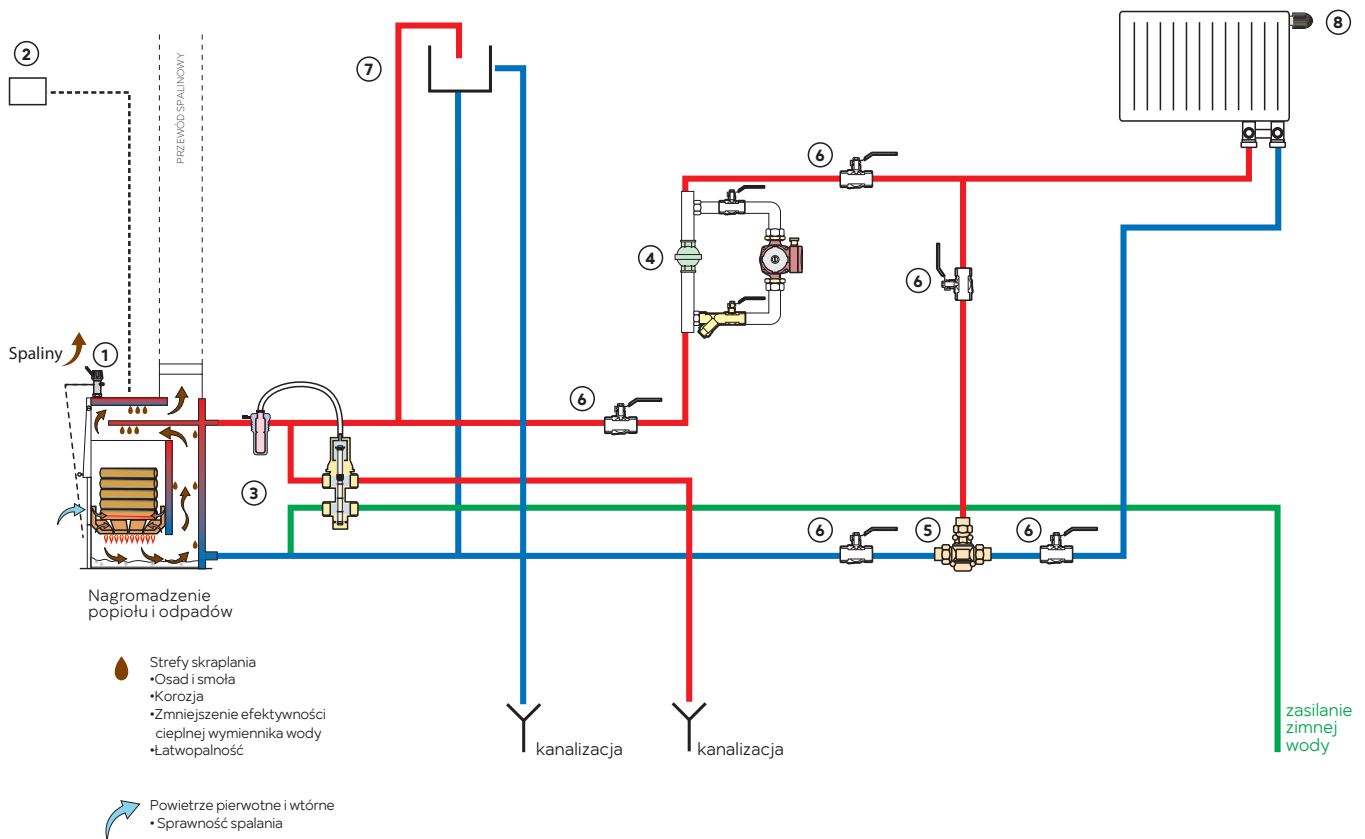 2
PRZEWÓD SPALINOWY
7
8
6
4
6
Spaliny
1
6
3
6
5
6
Nagromadzenie
popiołu i odpadów
Strefy skraplania
•Osad i smoła
•Korozja
•Zmniejszenie efektywności
cieplnej wymiennika wody
•Łatwopalność
kanalizacja
kanalizacja
zasilanie
zimnej
wody
Powietrze pierwotne i wtórne
• Sprawność spalania